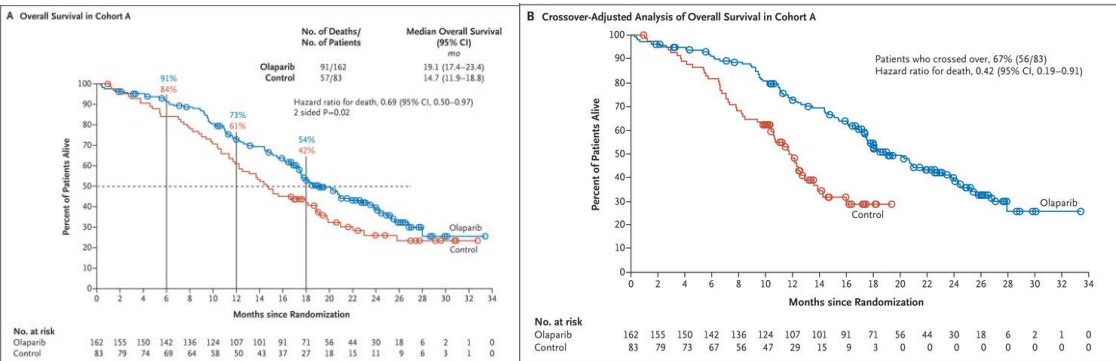 A Overall Survival in Cohort A
No. of Deaths/
No. of Patients
Median Overall Survival
(95% CI)
mo
Olaparib 91/162 19.1 (17.4–23.4)
Control 57/83 14.7 (11.9–18.8)
Hazard ratio for death, 0.69 (95% CI, 0.50–0.97)
2 sided P=0.02
91%
84%
73%
61%
54%
42%
Percent of Patients Alive
100
90
80
70
60
50
40
30
20
10
0
0 2 4 6 8 10 12 14 16 18 20 22 24 26 28 30 32 34
Olaparib
Control
Months since Randomization
No. at risk
Olaparib 162 155 150 142 136 124 107 101 91 71 56 44 30 18 6 2 1 0
Control 83 79 74 69 64 58 50 43 37 27 18 15 11 9 6 3 1 0
B Crossover-Adjusted Analysis of Overall Survival in Cohort A
Patients who crossed over, 67% (56/83)
Hazard ratio for death, 0.42 (95% CI, 0.19–0.91)
Percent of Patients Alive
100
90
80
70
60
50
40
30
20
10
0
0 2 4 6 8 10 12 14 16 18 20 22 24 26 28 30 32 34
Olaparib
Control
Months since Randomization
No. at risk
Olaparib 162 155 150 142 136 124 107 101 91 71 56 44 30 18 6 2 1 0
Control 83 79 73 67 56 47 29 15 9 3 0 0 0 0 0 0 0 0